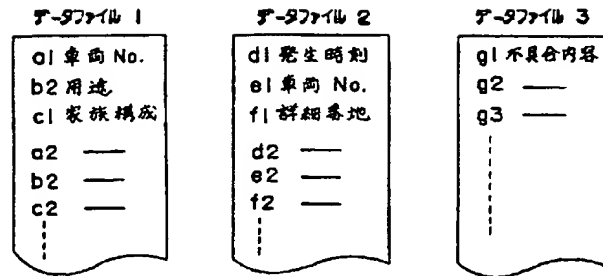 データファイル 1
a1 車両 No.
b2 用途
c1 家族構成
a2
b2
c2
データファイル 2
d1 発生時刻
e1 車両 No.
f1 詳細番地
d2
e2
f2
データファイル 3
g1 不具合内容
g2
g3